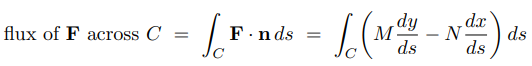 flux of F across C = ∫_C F · n ds = ∫_C (M dy/ds − N dx/ds) ds